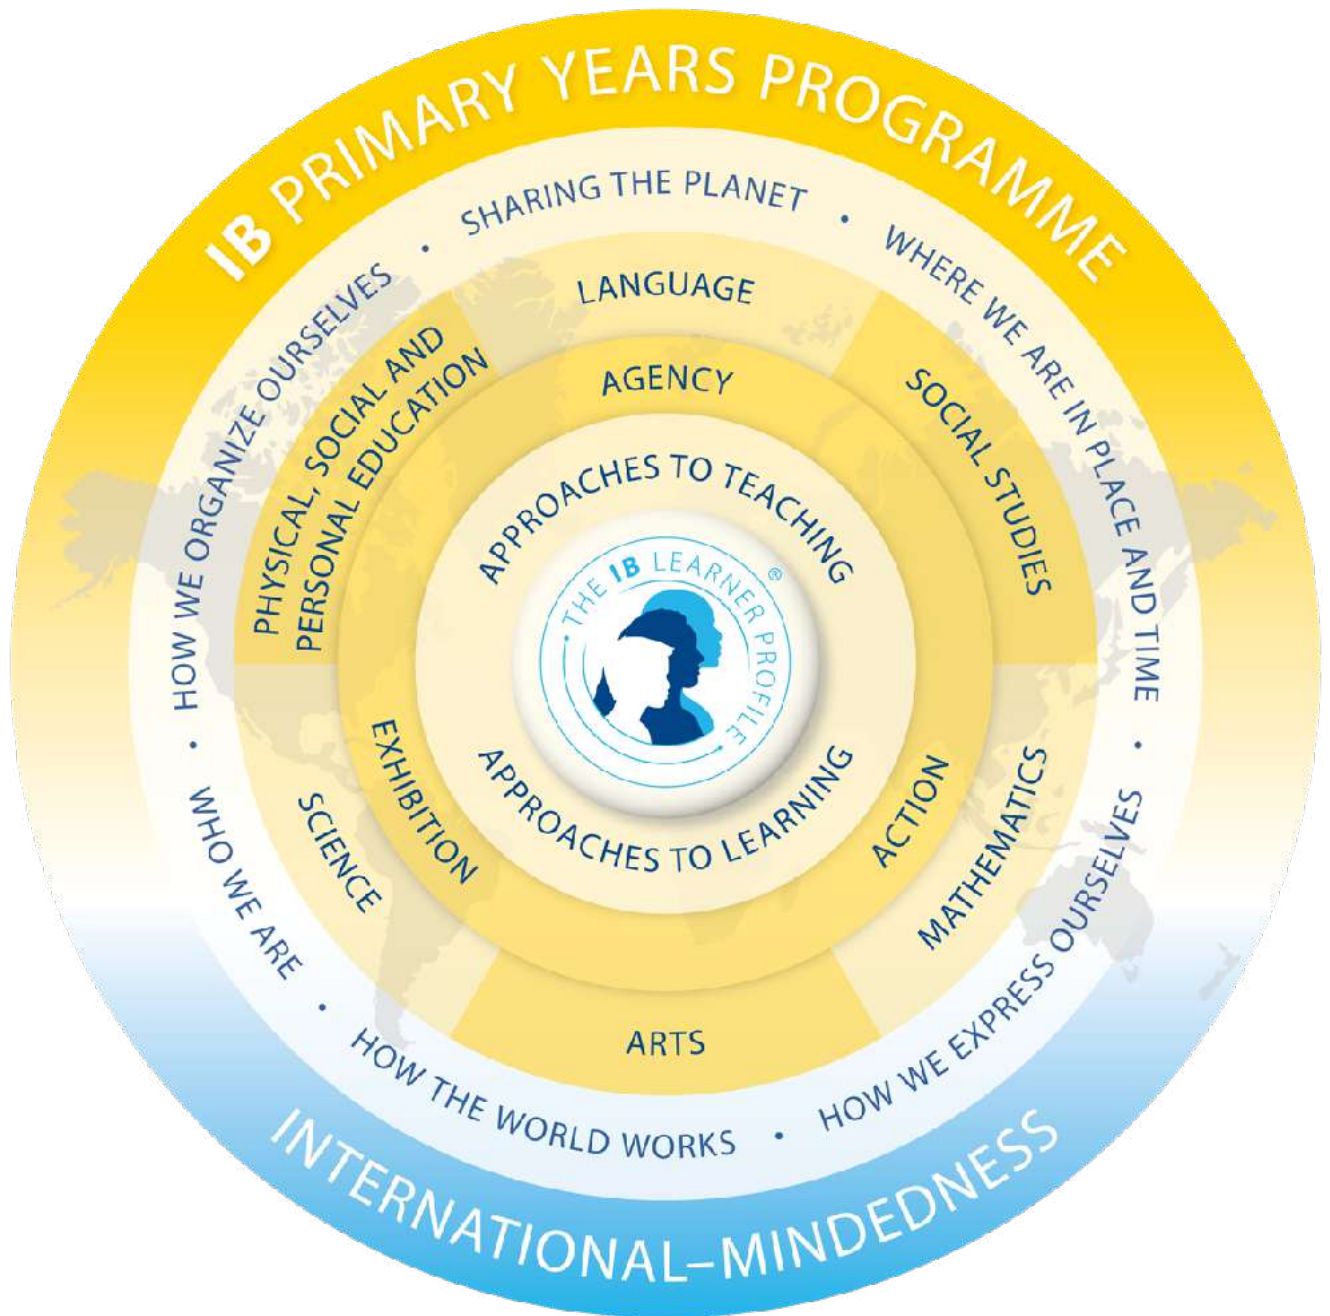 IB PRIMARY YEARS PROGRAMME
SHARING THE PLANET
•
WHERE WE ARE IN PLACE AND TIME
•
HOW WE EXPRESS OURSELVES
•
HOW THE WORLD WORKS
•
WHO WE ARE
•
HOW WE ORGANIZE OURSELVES
•
LANGUAGE
SOCIAL STUDIES
MATHEMATICS
ARTS
SCIENCE
PHYSICAL, SOCIAL AND
PERSONAL EDUCATION
AGENCY
ACTION
EXHIBITION
APPROACHES TO TEACHING
• THE IB LEARNER PROFILE •
®
APPROACHES TO LEARNING
INTERNATIONAL–MINDEDNESS